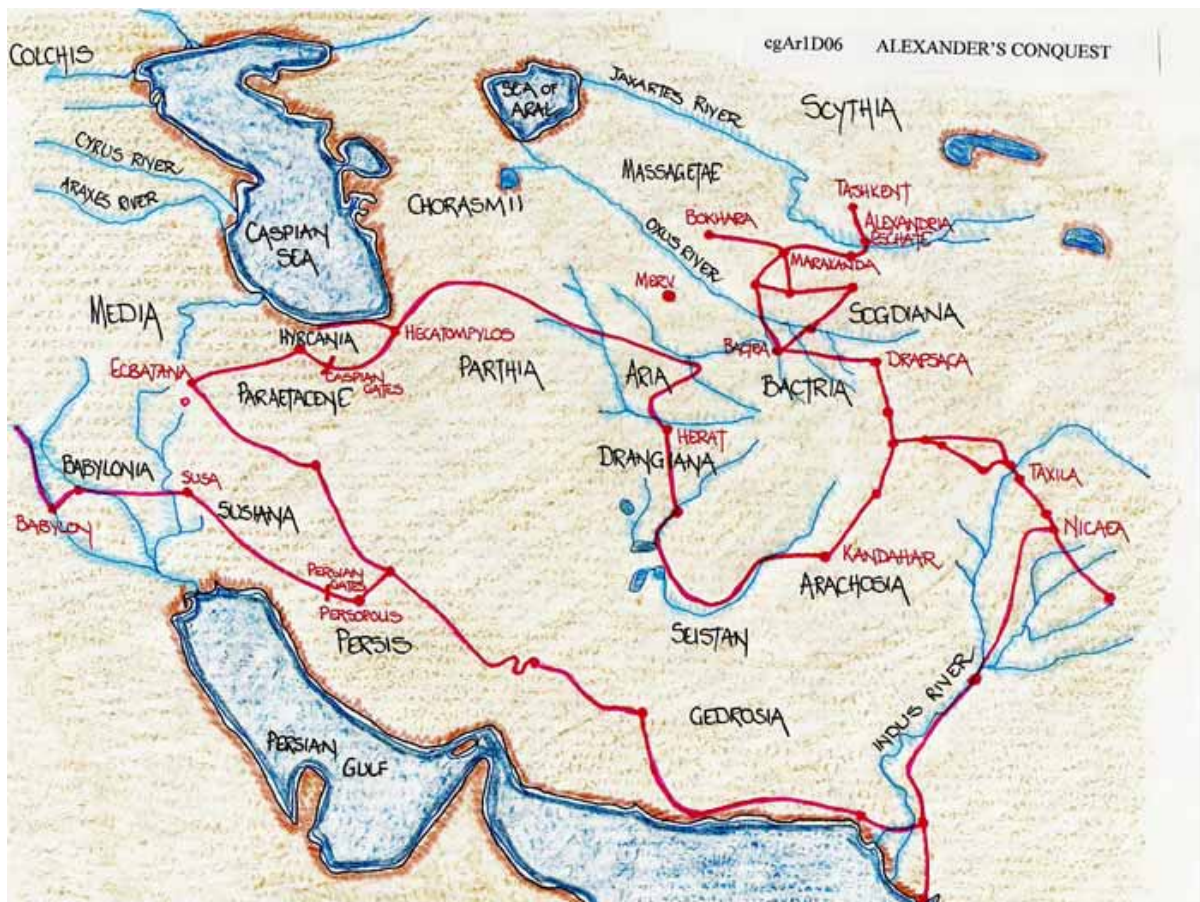 cgAr1D06 ALEXANDER'S CONQUEST
COLCHIS
SEA OF
ARAL
JAXARTES RIVER
SCYTHIA
CYRUS RIVER
ARAXES RIVER
MASSAGETAE
TASHKENT
CHORASMII
BOKHARA
ALEXANDRIA
ESCHATE
CASPIAN
SEA
OXUS RIVER
MARAKANDA
MERV
MEDIA
SOGDIANA
HYRCANIA
HECATOMPYLOS
BACTRA
DRAPSACA
ECBATANA
CASPIAN
GATES
PARTHIA
ARIA
BACTRIA
PARAETACENE
HERAT
DRANGIANA
BABYLONIA
SUSA
TAXILA
SUSIANA
BABYLON
NICAEA
KANDAHAR
PERSIAN
GATES
ARACHOSIA
PERSOPOLIS
PERSIS
SEISTAN
INDUS RIVER
GEDROSIA
PERSIAN
GULF